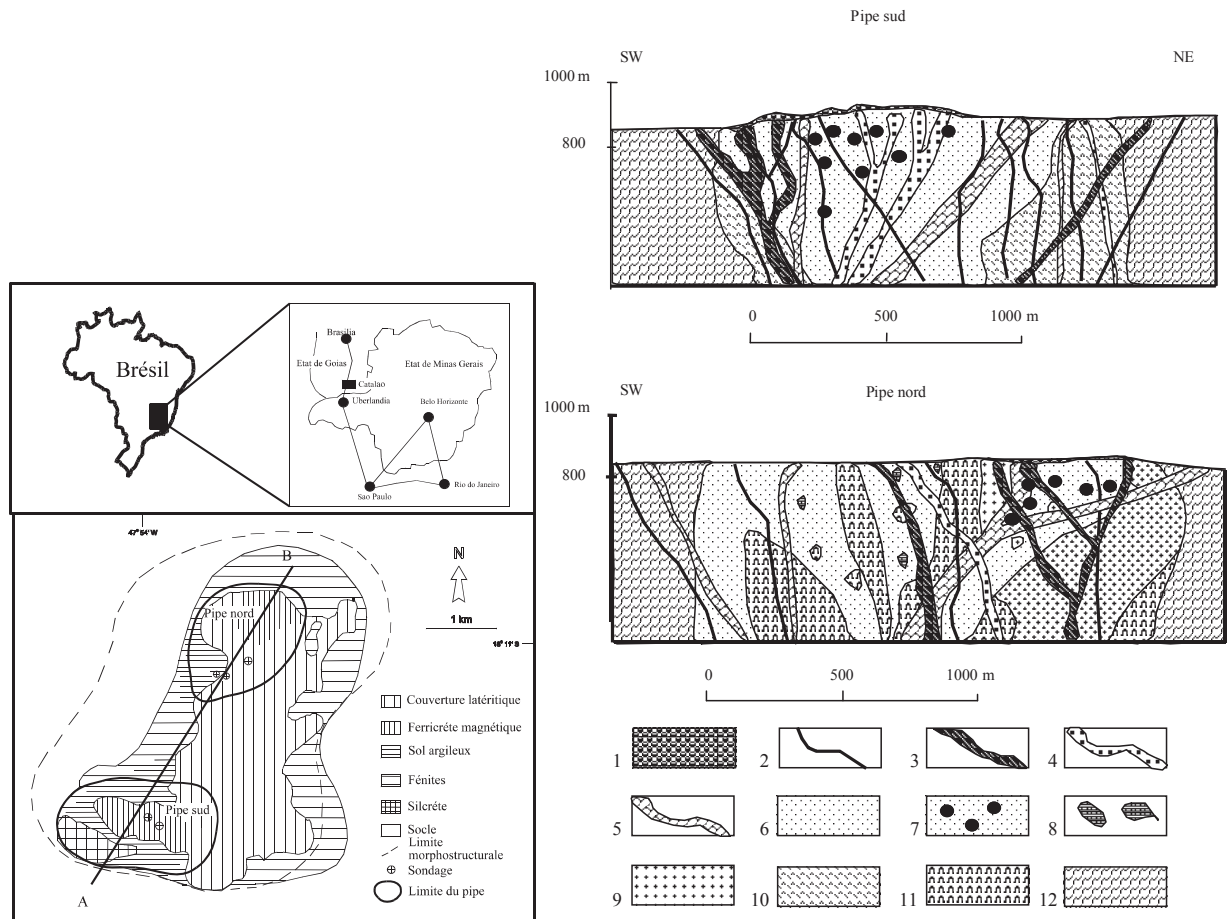 Pipe sud
SW
NE
1000 m
800
0
500
1000 m
Pipe nord
SW
1000 m
800
0
500
1000 m
1
2
3
4
5
6
7
8
9
10
11
12
Brésil
Brasilia
Etat de Goias
Etat de Minas Gerais
Catalao
Uberlandia
Belo Horizonte
Sao Paulo
Rio do Janeiro
47° 54' W
B
N
1 km
Pipe nord
Pipe sud
A
Couverture latéritique
Ferricréte magnétique
Sol argileux
Fénites
Silcréte
Socle
Limite
morphostructurale
Sondage
Limite du pipe